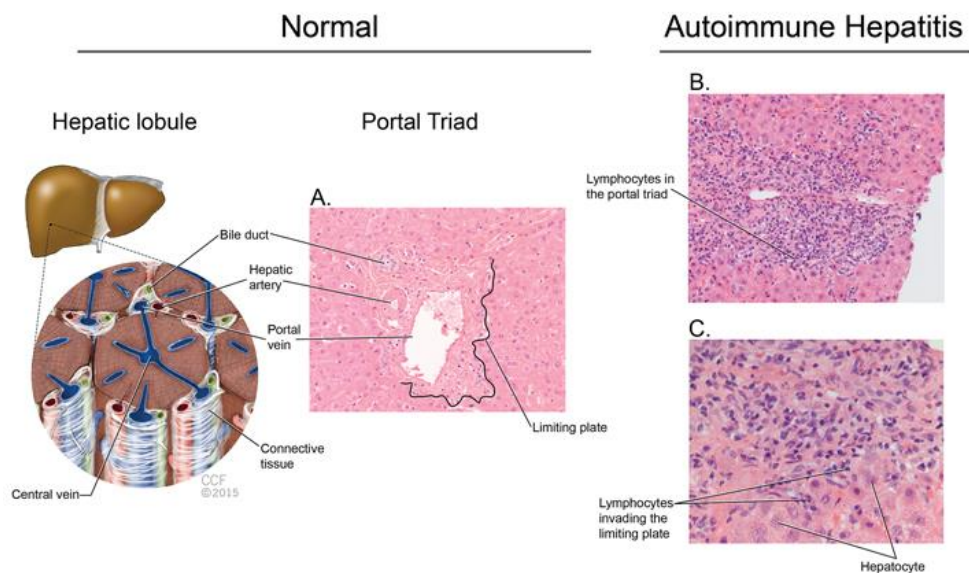 Normal
Autoimmune Hepatitis
Hepatic lobule
Portal Triad
A.
Bile duct
Hepatic
artery
Portal
vein
Limiting plate
Connective
tissue
CCF
©2015
Central vein
B.
Lymphocytes in
the portal triad
C.
Lymphocytes
invading the
limiting plate
Hepatocyte